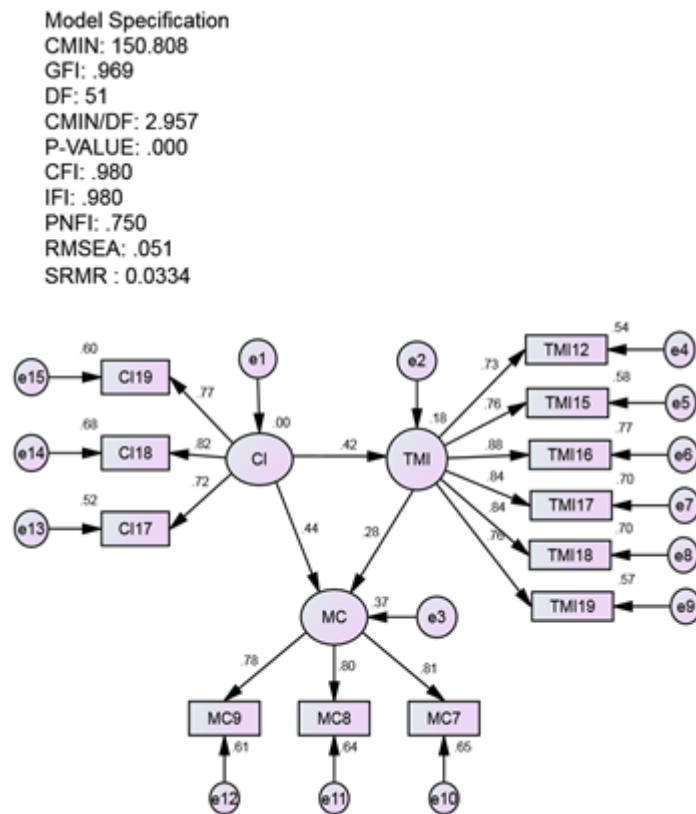 Model Specification
CMIN: 150.808
GFI: .969
DF: 51
CMIN/DF: 2.957
P-VALUE: .000
CFI: .980
IFI: .980
PNFI: .750
RMSEA: .051
SRMR : 0.0334
.60
e15
CI19
.77
e1
e2
.54
TMI12
e4
.73
.68
e14
CI18
.82
.00
CI
.42
.18
TMI
.58
TMI15
e5
.76
.77
TMI16
e6
.88
.52
e13
CI17
.72
.70
TMI17
e7
.84
.70
TMI18
e8
.84
.57
TMI19
e9
.76
.44
.28
MC
.37
e3
.78
.80
.81
MC9
MC8
MC7
.61
.64
.65
e12
e11
e10